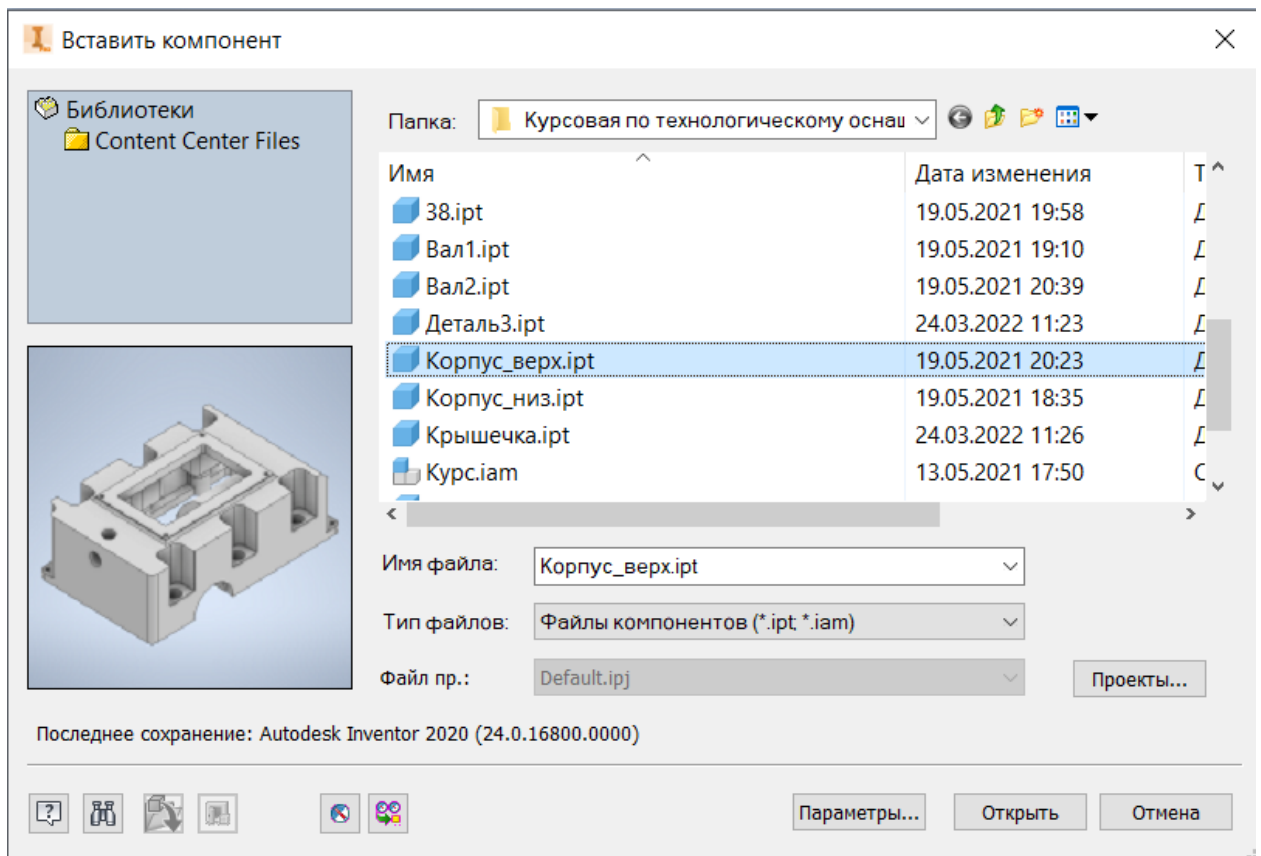 Вставить компонент
Библиотеки
Content Center Files
Папка: Курсовая по технологическому оснащ
Имя Дата изменения Т
38.ipt 19.05.2021 19:58 Д
Вал1.ipt 19.05.2021 19:10 Д
Вал2.ipt 19.05.2021 20:39 Д
Деталь3.ipt 24.03.2022 11:23 Д
Корпус_верх.ipt 19.05.2021 20:23 Д
Корпус_низ.ipt 19.05.2021 18:35 Д
Крышечка.ipt 24.03.2022 11:26 Д
Курс.iam 13.05.2021 17:50 С
Имя файла: Корпус_верх.ipt
Тип файлов: Файлы компонентов (*.ipt; *.iam)
Файл пр.: Default.ipj Проекты...
Последнее сохранение: Autodesk Inventor 2020 (24.0.16800.0000)
Параметры... Открыть Отмена